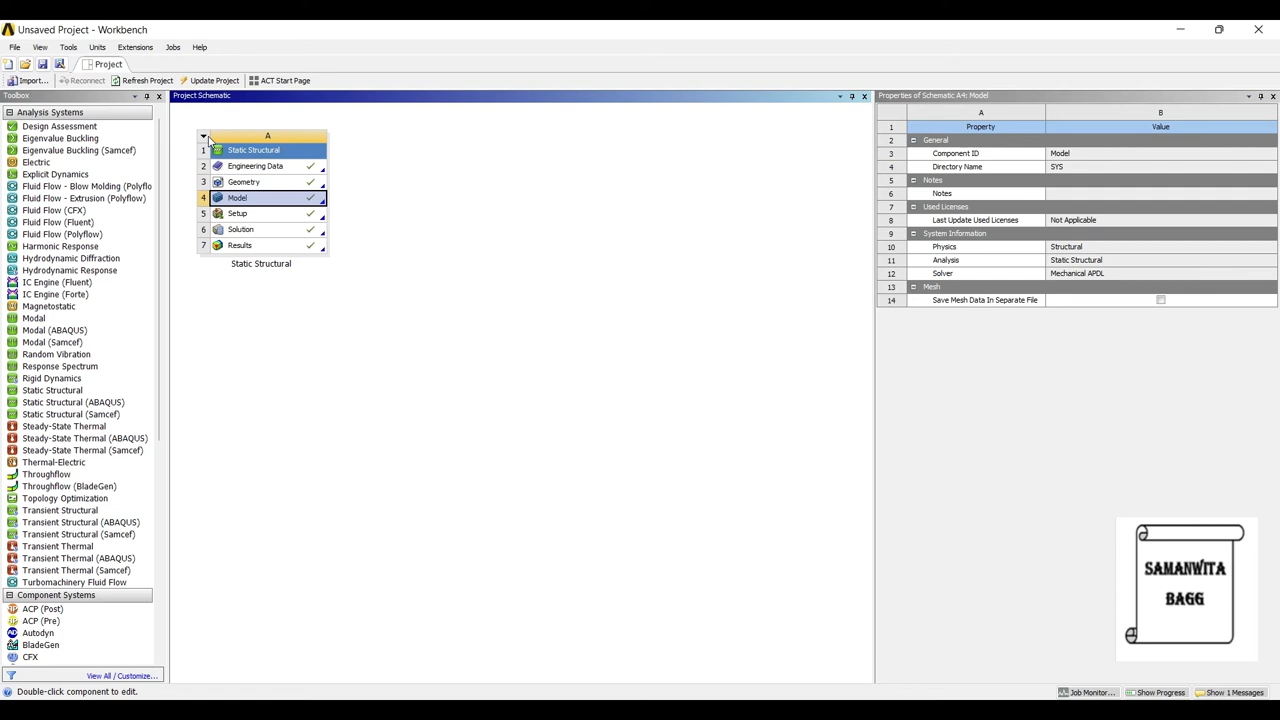 Unsaved Project - Workbench
File View Tools Units Extensions Jobs Help
Project
Import... Reconnect Refresh Project Update Project ACT Start Page
Toolbox
Analysis Systems
Design Assessment
Eigenvalue Buckling
Eigenvalue Buckling (Samcef)
Electric
Explicit Dynamics
Fluid Flow - Blow Molding (Polyflo
Fluid Flow - Extrusion (Polyflow)
Fluid Flow (CFX)
Fluid Flow (Fluent)
Fluid Flow (Polyflow)
Harmonic Response
Hydrodynamic Diffraction
Hydrodynamic Response
IC Engine (Fluent)
IC Engine (Forte)
Magnetostatic
Modal
Modal (ABAQUS)
Modal (Samcef)
Random Vibration
Response Spectrum
Rigid Dynamics
Static Structural
Static Structural (ABAQUS)
Static Structural (Samcef)
Steady-State Thermal
Steady-State Thermal (ABAQUS)
Steady-State Thermal (Samcef)
Thermal-Electric
Throughflow
Throughflow (BladeGen)
Topology Optimization
Transient Structural
Transient Structural (ABAQUS)
Transient Structural (Samcef)
Transient Thermal
Transient Thermal (ABAQUS)
Transient Thermal (Samcef)
Turbomachinery Fluid Flow
Component Systems
ACP (Post)
ACP (Pre)
Autodyn
BladeGen
CFX
View All / Customize...
Project Schematic
A
1 Static Structural
2 Engineering Data
3 Geometry
4 Model
5 Setup
6 Solution
7 Results
Static Structural
Properties of Schematic A4: Model
A B
1 Property Value
2 General
3 Component ID Model
4 Directory Name SYS
5 Notes
6 Notes
7 Used Licenses
8 Last Update Used Licenses Not Applicable
9 System Information
10 Physics Structural
11 Analysis Static Structural
12 Solver Mechanical APDL
13 Mesh
14 Save Mesh Data In Separate File
SAMANWITA
BAGG
Double-click component to edit.
Job Monitor... Show Progress Show 1 Messages